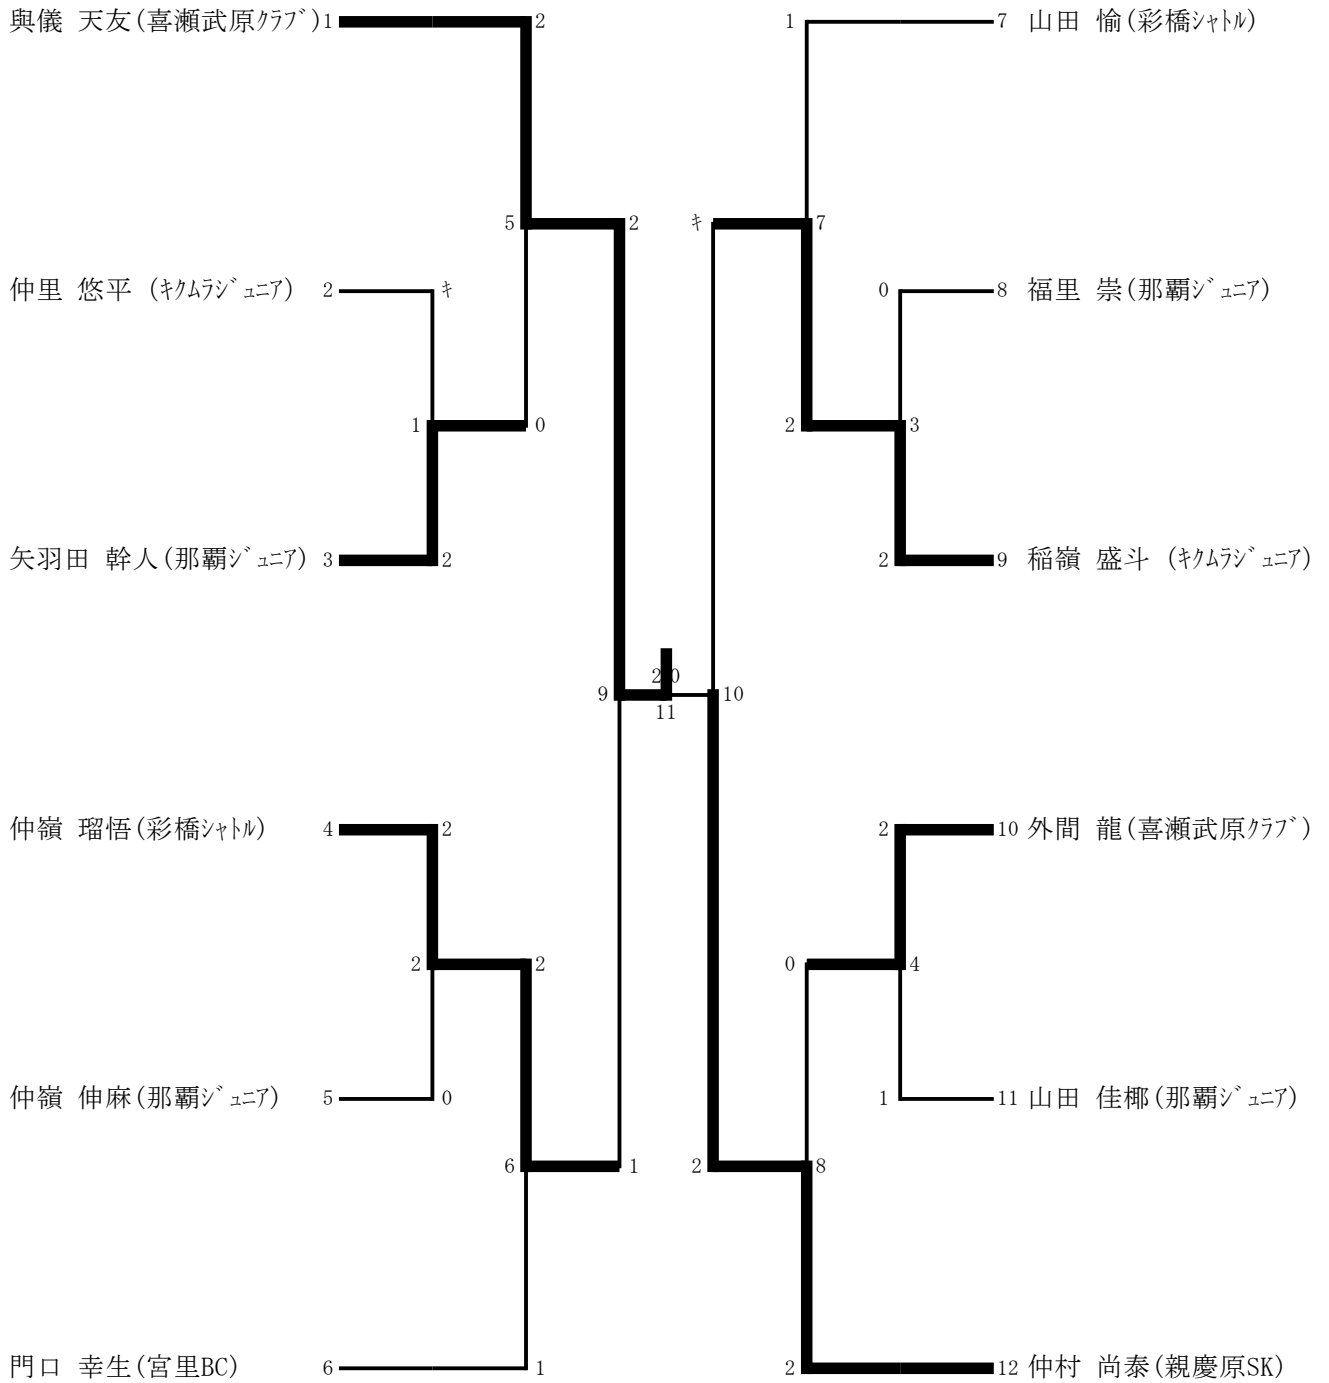 與儀 天友(喜瀬武原ｸﾗﾌﾞ) 1 2 1 7 山田 愉(彩橋ｼｬﾄﾙ)
5 2 ｷ 7
仲里 悠平 (ｷｸﾑﾗｼﾞｭﾆｱ) 2 ｷ 0 8 福里 崇(那覇ｼﾞｭﾆｱ)
1 0 2 3
矢羽田 幹人(那覇ｼﾞｭﾆｱ) 3 2 2 9 稲嶺 盛斗 (ｷｸﾑﾗｼﾞｭﾆｱ)
2 0
9 10
11
仲嶺 瑠悟(彩橋ｼｬﾄﾙ) 4 2 2 10 外間 龍(喜瀬武原ｸﾗﾌﾞ)
2 2 0 4
仲嶺 伸麻(那覇ｼﾞｭﾆｱ) 5 0 1 11 山田 佳椰(那覇ｼﾞｭﾆｱ)
6 1 2 8
門口 幸生(宮里BC) 6 1 2 12 仲村 尚泰(親慶原SK)